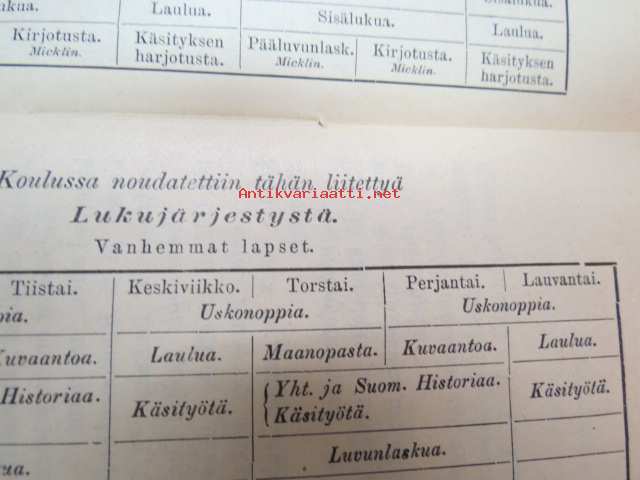 Laulua. Sisälukua.
Sisälukua. Laulua.
Kirjotusta. Käsityksen Pääluvunlask. Kirjotusta. Käsityksen
Micklin. harjotusta. Micklin. Micklin. harjotusta.
Koulussa noudatettiin tähän liitettyä
Antikvariaatti.net
Lukujärjestystä.
Vanhemmat lapset.
Tiistai. Keskiviikko. Torstai. Perjantai. Lauvantai.
Uskonoppia. Uskonoppia.
Kuvaantoa. Laulua. Maanopasta. Kuvaantoa. Laulua.
Historiaa. Käsityötä. Yht. ja Suom. Historiaa. Käsityötä.
Käsityötä.
Luvunlaskua.